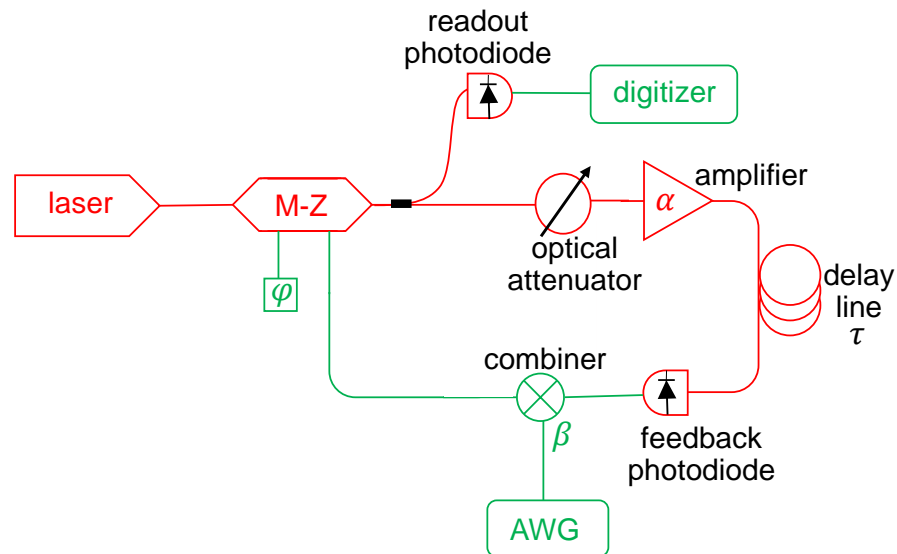 readout
photodiode
digitizer
laser
M-Z
amplifier
α
optical
attenuator
φ
delay
line
τ
combiner
β
feedback
photodiode
AWG